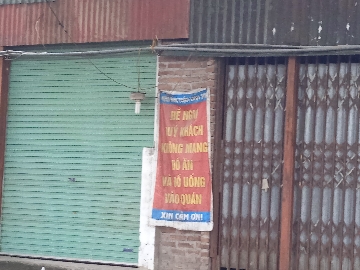 ĐỀ NGHỊ
QUÝ KHÁCH
KHÔNG MANG
ĐỒ ĂN
VÀ ĐỒ UỐNG
VÀO QUÁN
XIN CẢM ƠN!